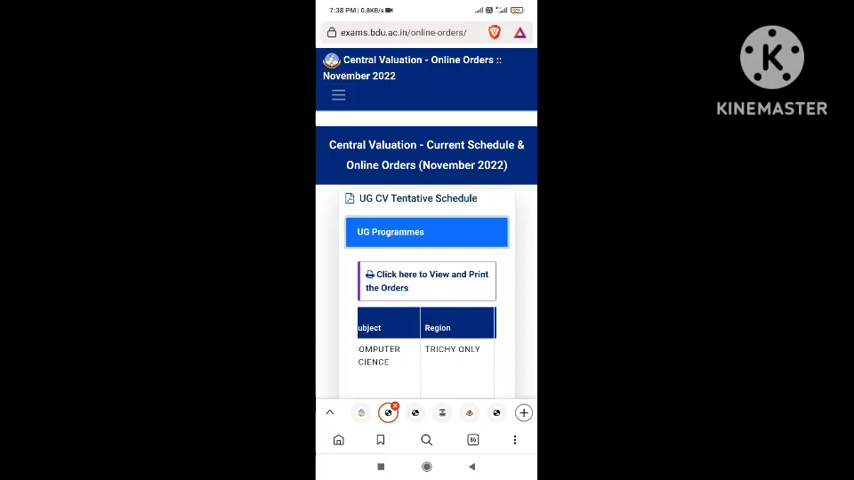 7:38 PM | 0.8KB/s
exams.bdu.ac.in/online-orders/
Central Valuation - Online Orders ::
November 2022
KINEMASTER
Central Valuation - Current Schedule &
Online Orders (November 2022)
UG CV Tentative Schedule
UG Programmes
Click here to View and Print
the Orders
ubject Region
OMPUTER TRICHY ONLY
CIENCE